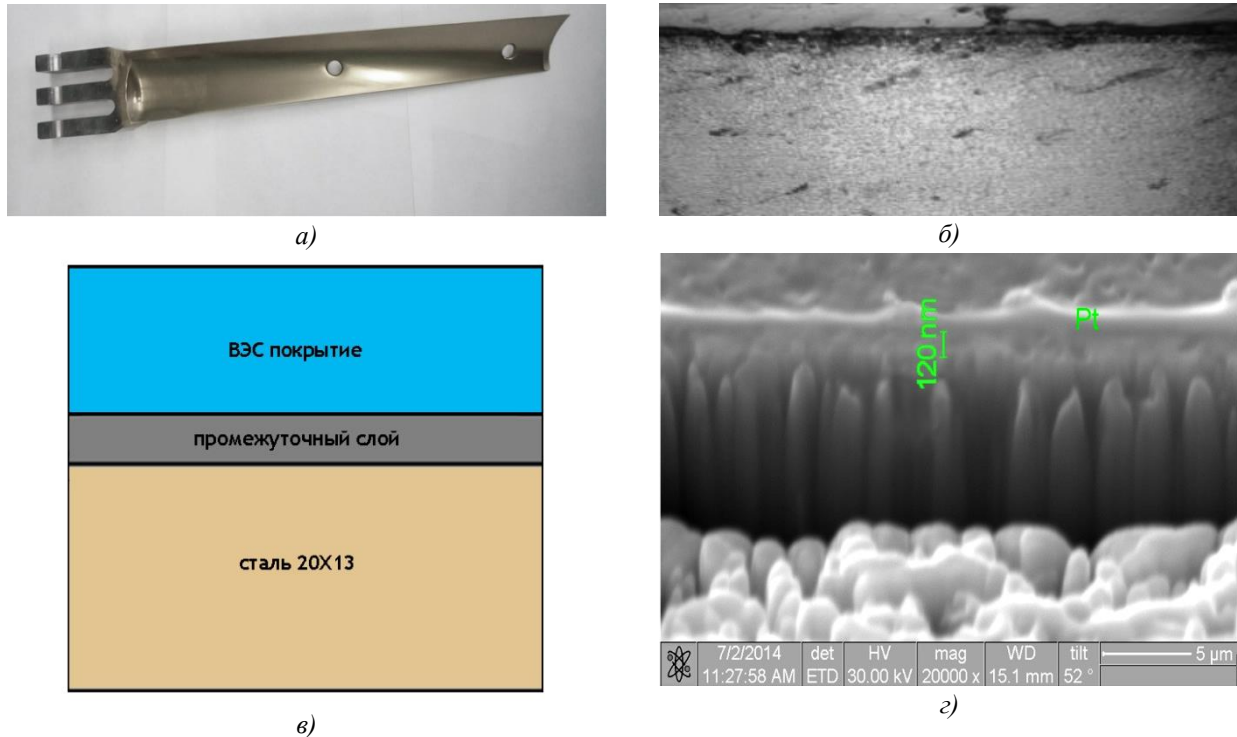 а)
б)
ВЭС покрытие
промежуточный слой
сталь 20Х13
в)
120 nm
Pt
7/2/2014 det HV mag WD tilt 5 µm
11:27:58 AM ETD 30.00 kV 20000 x 15.1 mm 52 °
г)